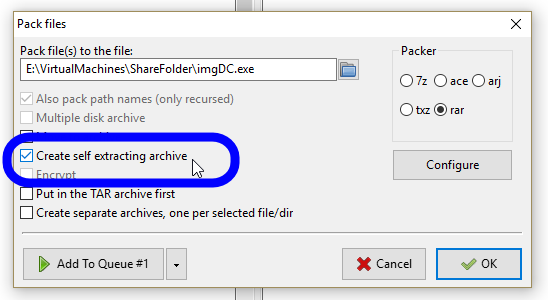 Pack files
Pack file(s) to the file:
E:\VirtualMachines\ShareFolder\imgDC.exe
Packer
7z
ace
arj
txz
rar
Also pack path names (only recursed)
Multiple disk archive
Create self extracting archive
Encrypt
Put in the TAR archive first
Create separate archives, one per selected file/dir
Configure
Add To Queue #1
Cancel
OK